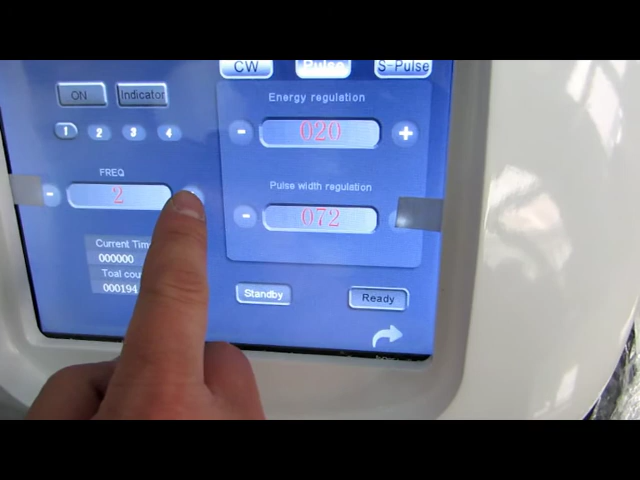 CW Pulse S-Pulse
ON Indicator
Energy regulation
1 2 3 4
- 020 +
FREQ
- 2
Pulse width regulation
- 072
Current Tim
000000
Toal cou
000194
Standby Ready